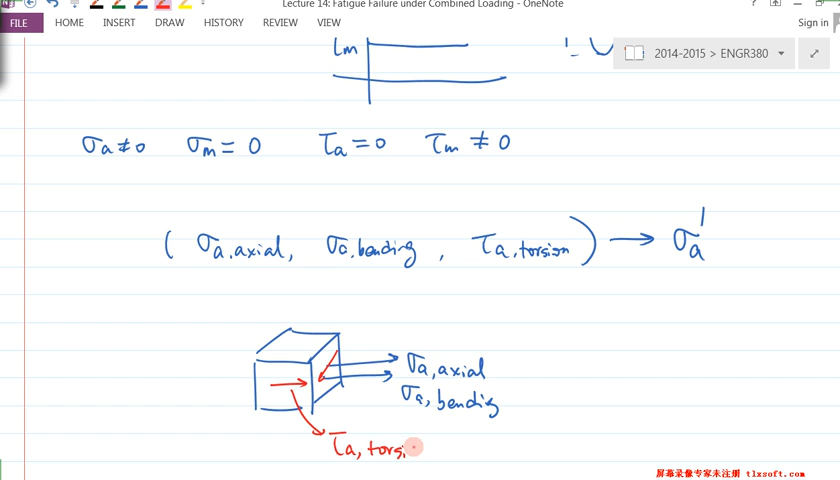 Lecture 14: Fatigue Failure under Combined Loading - OneNote
FILE HOME INSERT DRAW HISTORY REVIEW VIEW Sign in
2014-2015 > ENGR380
τm
σa ≠ 0 σm = 0 τa = 0 τm ≠ 0
( σa,axial, σa,bending, τa,torsion ) → σa'
σa, axial
σa, bending
τa, torsi
屏幕录像专家未注册 tlxsoft.com